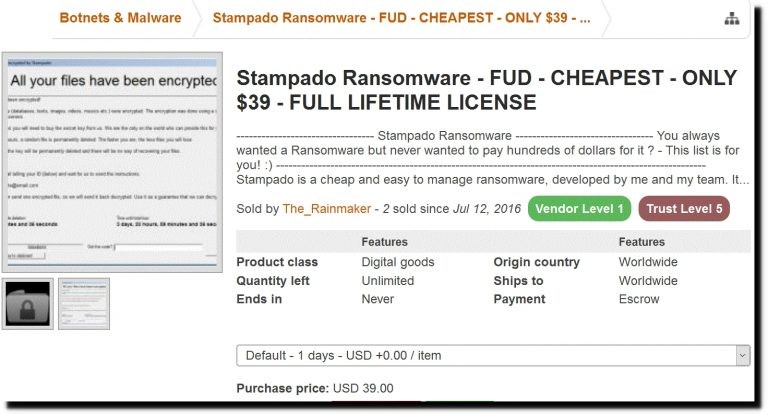 Botnets & Malware
Stampado Ransomware - FUD - CHEAPEST - ONLY $39 - ...
All your files have been encrypted
Stampado Ransomware - FUD - CHEAPEST - ONLY
$39 - FULL LIFETIME LICENSE
--------------------------------- Stampado Ransomware --------------------------------- You always
wanted a Ransomware but never wanted to pay hundreds of dollars for it ? - This list is for
you! :) -------------------------------------------------------------------------------------------------------
Stampado is a cheap and easy to manage ransomware, developed by me and my team. It...
Sold by The_Rainmaker - 2 sold since Jul 12, 2016 Vendor Level 1 Trust Level 5
Features Features
Product class Digital goods Origin country Worldwide
Quantity left Unlimited Ships to Worldwide
Ends in Never Payment Escrow
Default - 1 days - USD +0.00 / item
Purchase price: USD 39.00